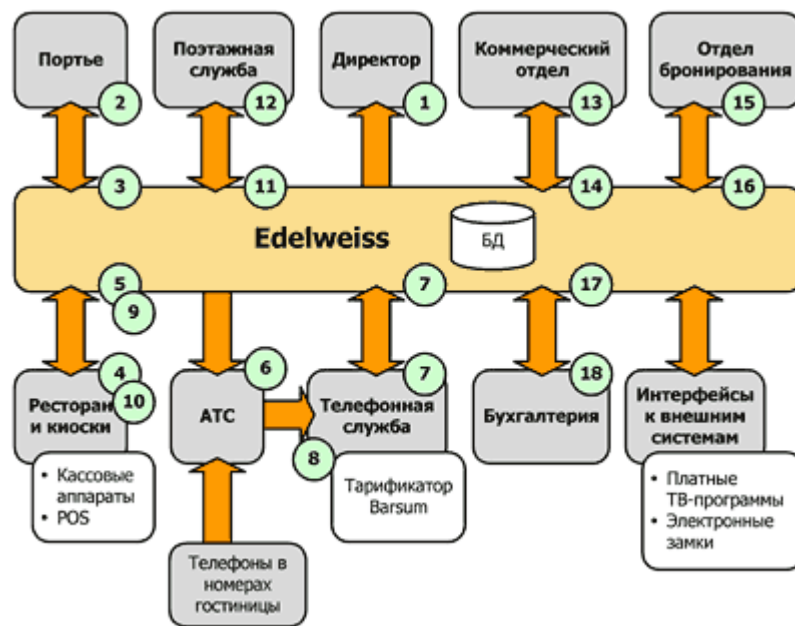 Портье
Поэтажная
служба
Директор
Коммерческий
отдел
Отдел
бронирования
2
12
1
13
15
3
11
14
16
Edelweiss
БД
5
9
7
17
4
10
6
7
18
Ресторан
и киоски
АТС
Телефонная
служба
8
Бухгалтерия
Интерфейсы
к внешним
системам
• Кассовые
аппараты
• POS
Тарификатор
Barsum
• Платные
ТВ-программы
• Электронные
замки
Телефоны в
номерах
гостиницы